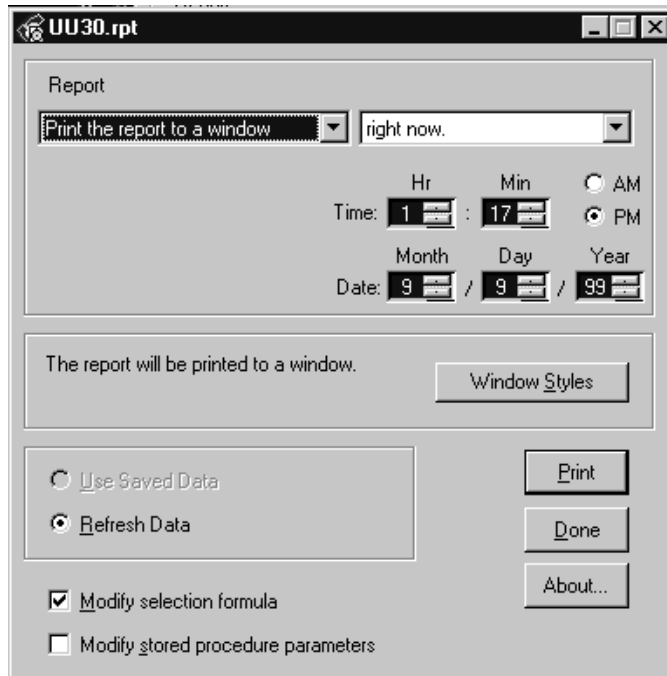 UU30.rpt
Report
Print the report to a window right now.
Hr Min AM
Time: 1 : 17 PM
Month Day Year
Date: 9 / 9 / 99
The report will be printed to a window.
Window Styles
Use Saved Data
Print
Refresh Data
Done
About...
Modify selection formula
Modify stored procedure parameters